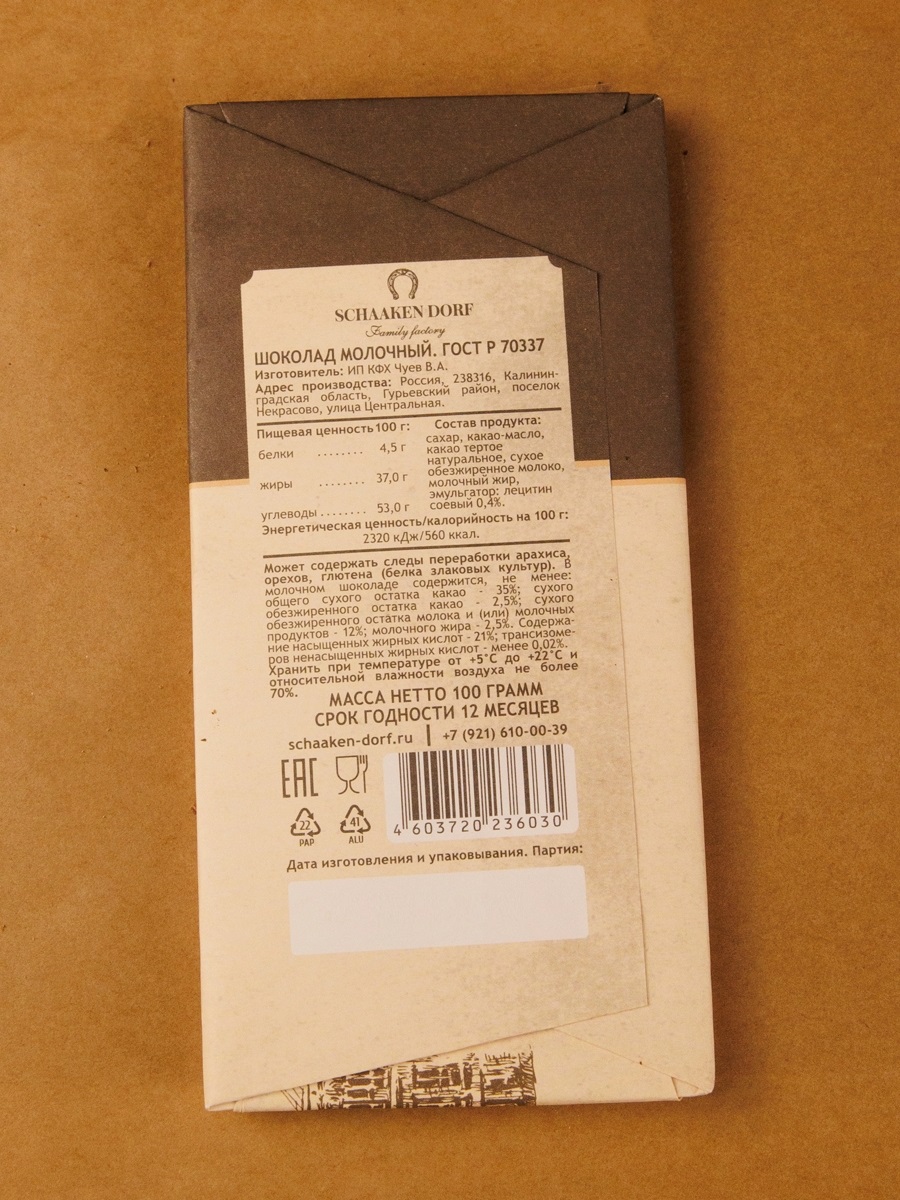 SCHAAKEN DORF
Family factory
ШОКОЛАД МОЛОЧНЫЙ. ГОСТ Р 70337
Изготовитель: ИП КФХ Чуев В.А.
Адрес производства: Россия, 238316, Калинин-
градская область, Гурьевский район, поселок
Некрасово, улица Центральная.
Пищевая ценность 100 г:
белки ........ 4,5 г
жиры ........ 37,0 г
углеводы ........ 53,0 г
Состав продукта:
сахар, какао-масло,
какао тертое
натуральное, сухое
обезжиренное молоко,
молочный жир,
эмульгатор: лецитин
соевый 0,4%.
Энергетическая ценность/калорийность на 100 г:
2320 кДж/560 ккал.
Может содержать следы переработки арахиса,
орехов, глютена (белка злаковых культур). В
молочном шоколаде содержится, не менее:
общего сухого остатка какао - 35%; сухого
обезжиренного остатка какао - 2,5%; сухого
обезжиренного остатка молока и (или) молочных
продуктов - 12%; молочного жира - 2,5%. Содержа-
ние насыщенных жирных кислот - 21%; трансизоме-
ров ненасыщенных жирных кислот - менее 0,02%.
Хранить при температуре от +5°С до +22°С и
относительной влажности воздуха не более
70%.
МАССА НЕТТО 100 ГРАММ
СРОК ГОДНОСТИ 12 МЕСЯЦЕВ
schaaken-dorf.ru | +7 (921) 610-00-39
EAC
22
PAP
41
ALU
4 603720 236030
Дата изготовления и упаковывания. Партия: